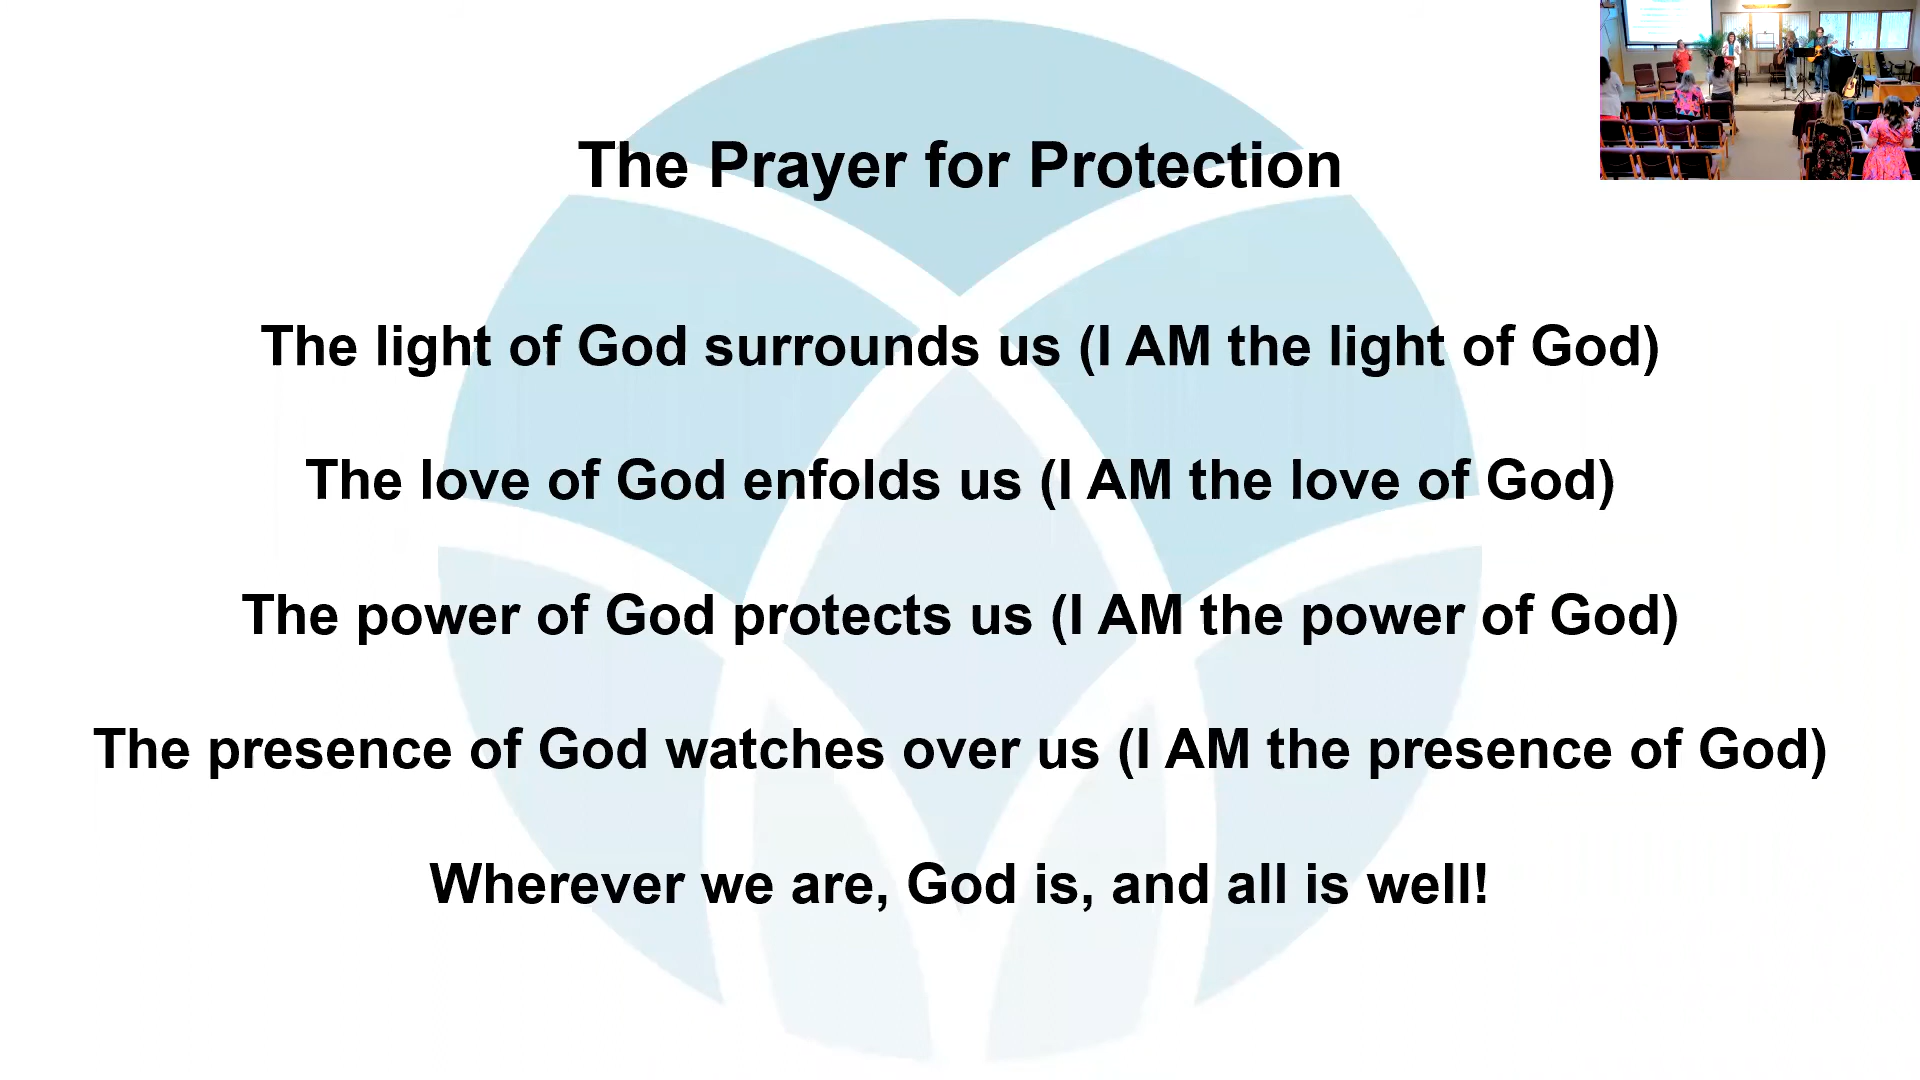 The Prayer for Protection
The light of God surrounds us (I AM the light of God)
The love of God enfolds us (I AM the love of God)
The power of God protects us (I AM the power of God)
The presence of God watches over us (I AM the presence of God)
Wherever we are, God is, and all is well!